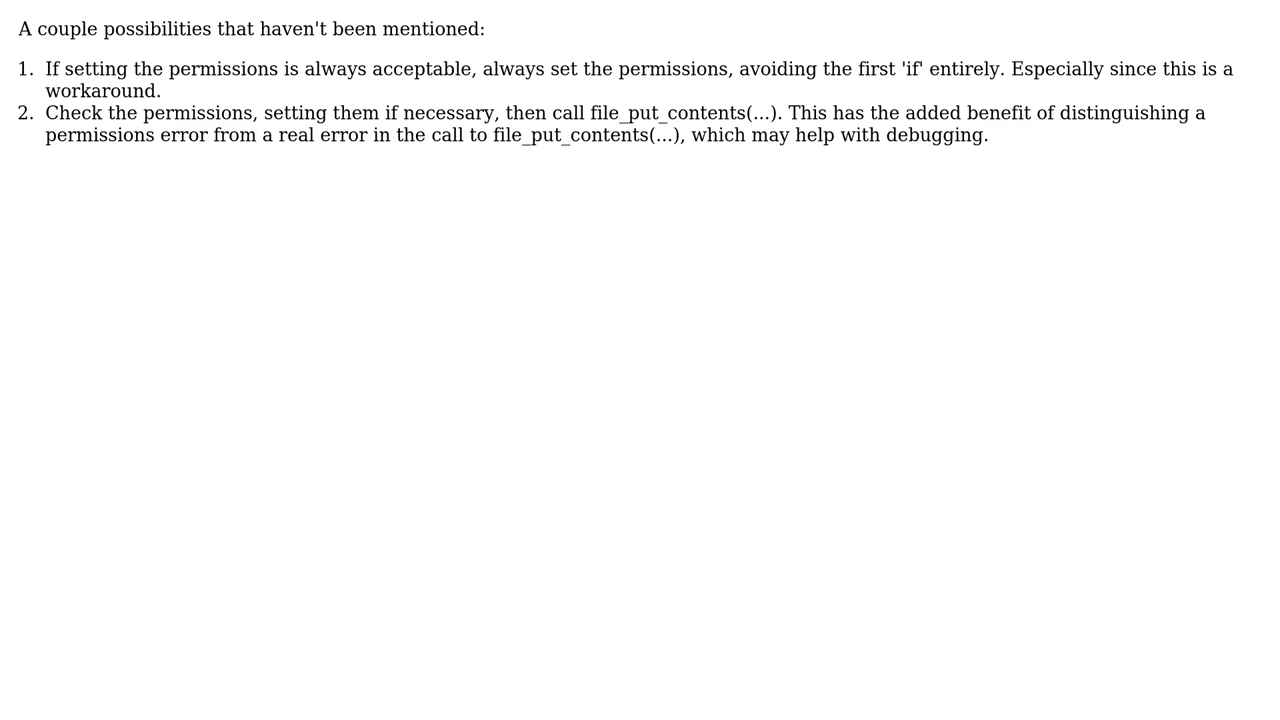 A couple possibilities that haven't been mentioned:
1. If setting the permissions is always acceptable, always set the permissions, avoiding the first 'if' entirely. Especially since this is a
workaround.
2. Check the permissions, setting them if necessary, then call file_put_contents(...). This has the added benefit of distinguishing a
permissions error from a real error in the call to file_put_contents(...), which may help with debugging.